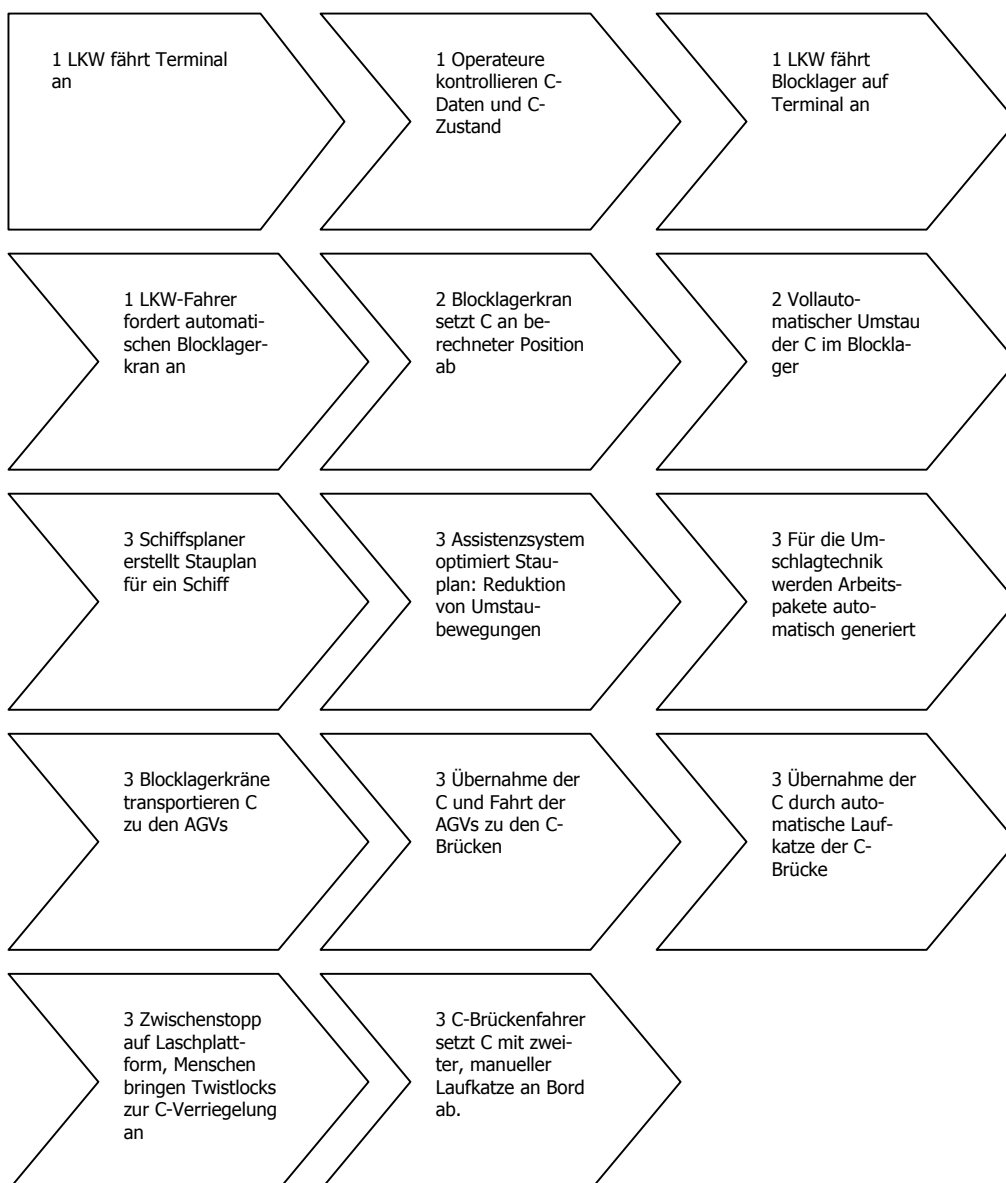 1 LKW fährt Terminal
an
1 Operateure
kontrollieren C-
Daten und C-
Zustand
1 LKW fährt
Blocklager auf
Terminal an
1 LKW-Fahrer
fordert automati-
schen Blocklager-
kran an
2 Blocklagerkran
setzt C an be-
rechneter Position
ab
2 Vollauto-
matischer Umstau
der C im Blockla-
ger
3 Schiffsplaner
erstellt Stauplan
für ein Schiff
3 Assistenzsystem
optimiert Stau-
plan: Reduktion
von Umstau-
bewegungen
3 Für die Um-
schlagtechnik
werden Arbeits-
pakete auto-
matisch generiert
3 Blocklagerkräne
transportieren C
zu den AGVs
3 Übernahme der
C und Fahrt der
AGVs zu den C-
Brücken
3 Übernahme der
C durch auto-
matische Lauf-
katze der C-
Brücke
3 Zwischenstopp
auf Laschplatt-
form, Menschen
bringen Twistlocks
zur C-Verriegelung
an
3 C-Brückenfahrer
setzt C mit zwei-
ter, manueller
Laufkatze an Bord
ab.